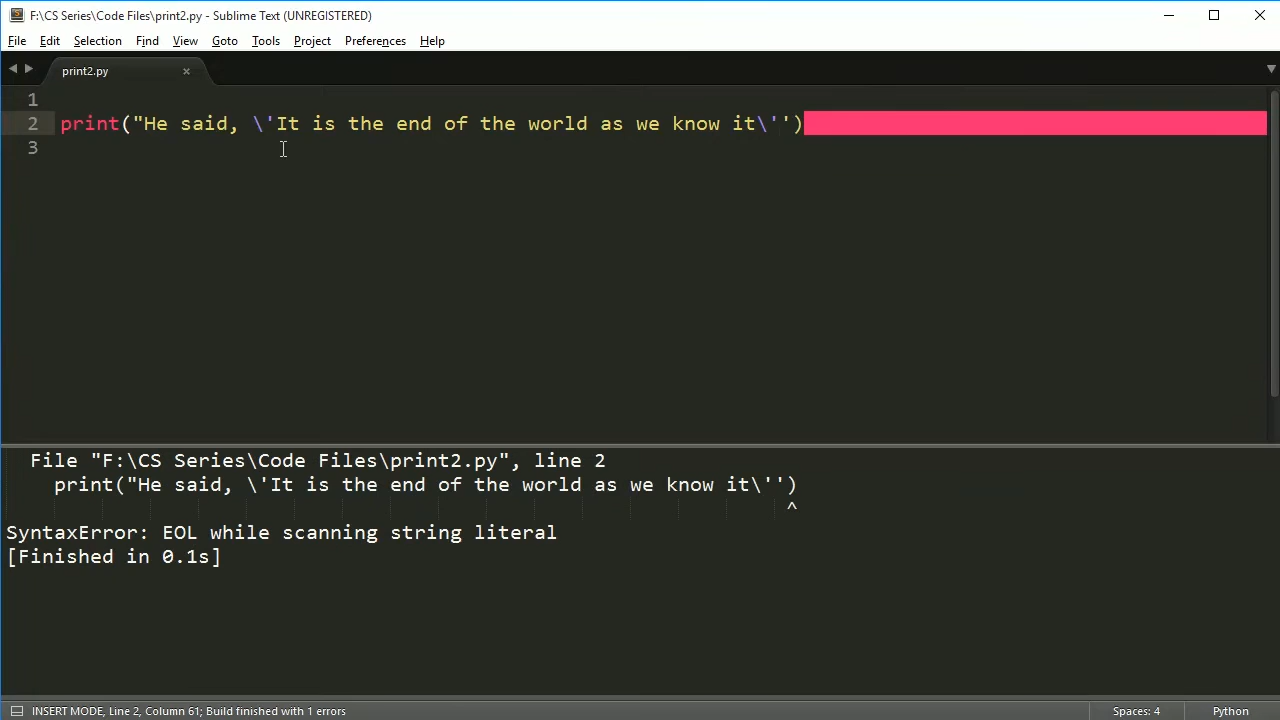 F:\CS Series\Code Files\print2.py - Sublime Text (UNREGISTERED)
File Edit Selection Find View Goto Tools Project Preferences Help
print2.py
1
2 print("He said, \'It is the end of the world as we know it\'')
3
File "F:\CS Series\Code Files\print2.py", line 2
print("He said, \'It is the end of the world as we know it\'')
^
SyntaxError: EOL while scanning string literal
[Finished in 0.1s]
INSERT MODE, Line 2, Column 61; Build finished with 1 errors Spaces: 4 Python